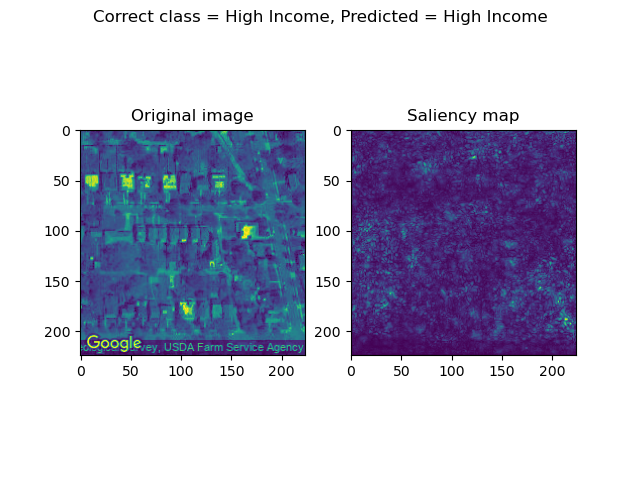 Correct class = High Income, Predicted = High Income
Original image
Saliency map
0
50
100
150
200
0
50
100
150
200
Google
Survey, USDA Farm Service Agency
0 50 100 150 200
0 50 100 150 200